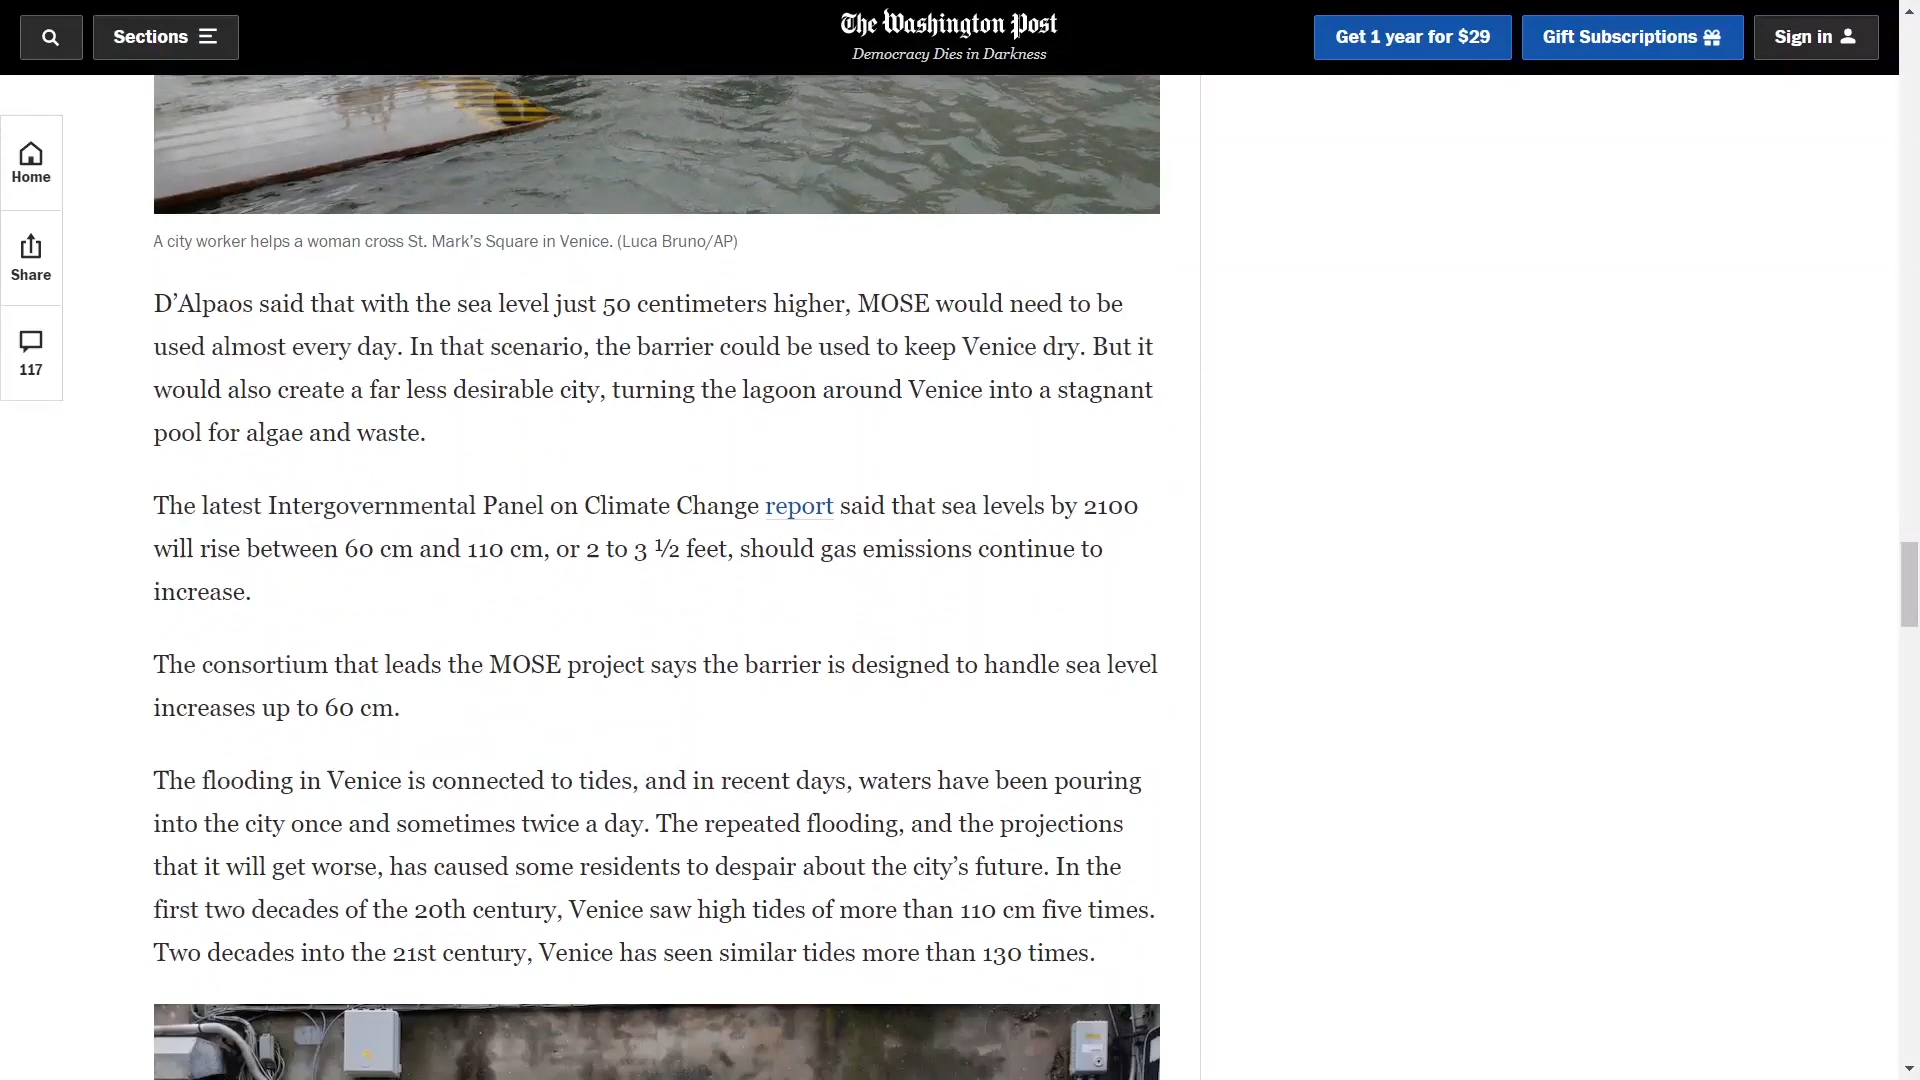 Sections
The Washington Post
Democracy Dies in Darkness
Get 1 year for $29
Gift Subscriptions
Sign in
Home
Share
117
A city worker helps a woman cross St. Mark’s Square in Venice. (Luca Bruno/AP)
D’Alpaos said that with the sea level just 50 centimeters higher, MOSE would need to be
used almost every day. In that scenario, the barrier could be used to keep Venice dry. But it
would also create a far less desirable city, turning the lagoon around Venice into a stagnant
pool for algae and waste.
The latest Intergovernmental Panel on Climate Change report said that sea levels by 2100
will rise between 60 cm and 110 cm, or 2 to 3 ½ feet, should gas emissions continue to
increase.
The consortium that leads the MOSE project says the barrier is designed to handle sea level
increases up to 60 cm.
The flooding in Venice is connected to tides, and in recent days, waters have been pouring
into the city once and sometimes twice a day. The repeated flooding, and the projections
that it will get worse, has caused some residents to despair about the city’s future. In the
first two decades of the 20th century, Venice saw high tides of more than 110 cm five times.
Two decades into the 21st century, Venice has seen similar tides more than 130 times.